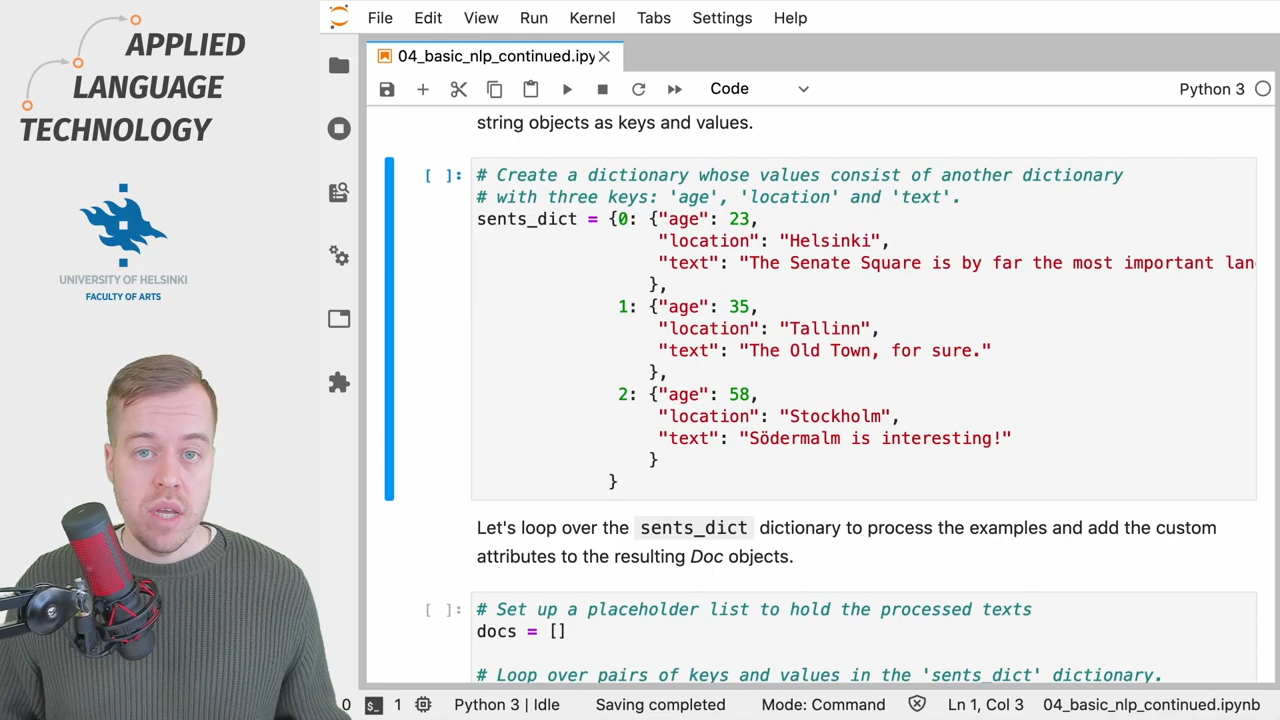 APPLIED
LANGUAGE
TECHNOLOGY
UNIVERSITY OF HELSINKI
FACULTY OF ARTS
File Edit View Run Kernel Tabs Settings Help
04_basic_nlp_continued.ipy
Code
Python 3
string objects as keys and values.
[ ]:
# Create a dictionary whose values consist of another dictionary
# with three keys: 'age', 'location' and 'text'.
sents_dict = {0: {"age": 23,
"location": "Helsinki",
"text": "The Senate Square is by far the most important lan
},
1: {"age": 35,
"location": "Tallinn",
"text": "The Old Town, for sure."
},
2: {"age": 58,
"location": "Stockholm",
"text": "Södermalm is interesting!"
}
}
Let's loop over the sents_dict dictionary to process the examples and add the custom
attributes to the resulting Doc objects.
[ ]:
# Set up a placeholder list to hold the processed texts
docs = []
# Loop over pairs of keys and values in the 'sents_dict' dictionary.
0 $_ 1 Python 3 | Idle Saving completed Mode: Command Ln 1, Col 3 04_basic_nlp_continued.ipynb